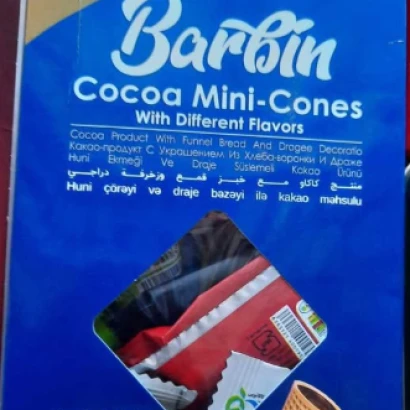 Barbin
Cocoa Mini-Cones
With Different Flavors
Cocoa Product With Funnel Bread And Dragee Decoratio
Какао-продукт С Украшением Из Хлеба-воронки И Драже
Huni Ekmeği Ve Draje Süslemeli Kakao Ürünü
منتج كاكاو مع خبز قمع وزخرفة دراجي
Huni çörəyi və draje bəzəyi ilə kakao məhsulu